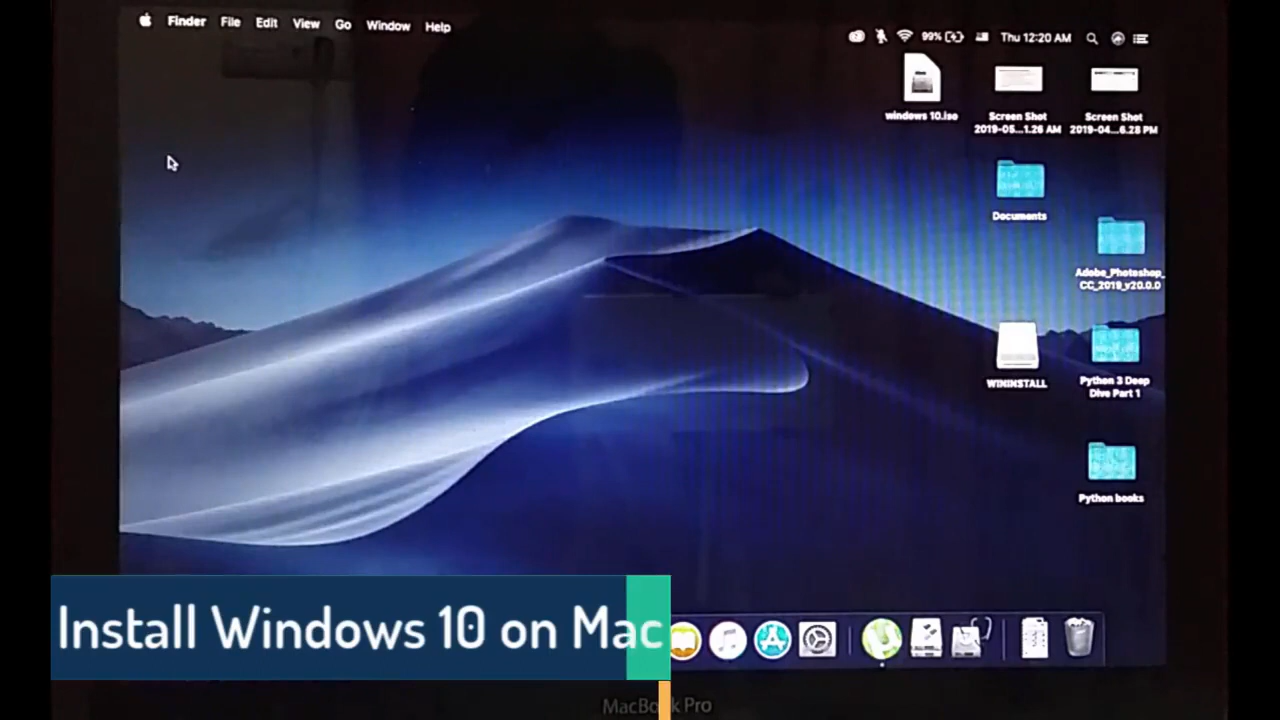 Finder File Edit View Go Window Help
99% Thu 12:20 AM
windows 10.iso
Screen Shot
2019-05...1.26 AM
Screen Shot
2019-04...6.28 PM
Documents
Adobe_Photoshop_
CC_2019_v20.0.0
WININSTALL
Python 3 Deep
Dive Part 1
Python books
Install Windows 10 on Mac
MacBook Pro